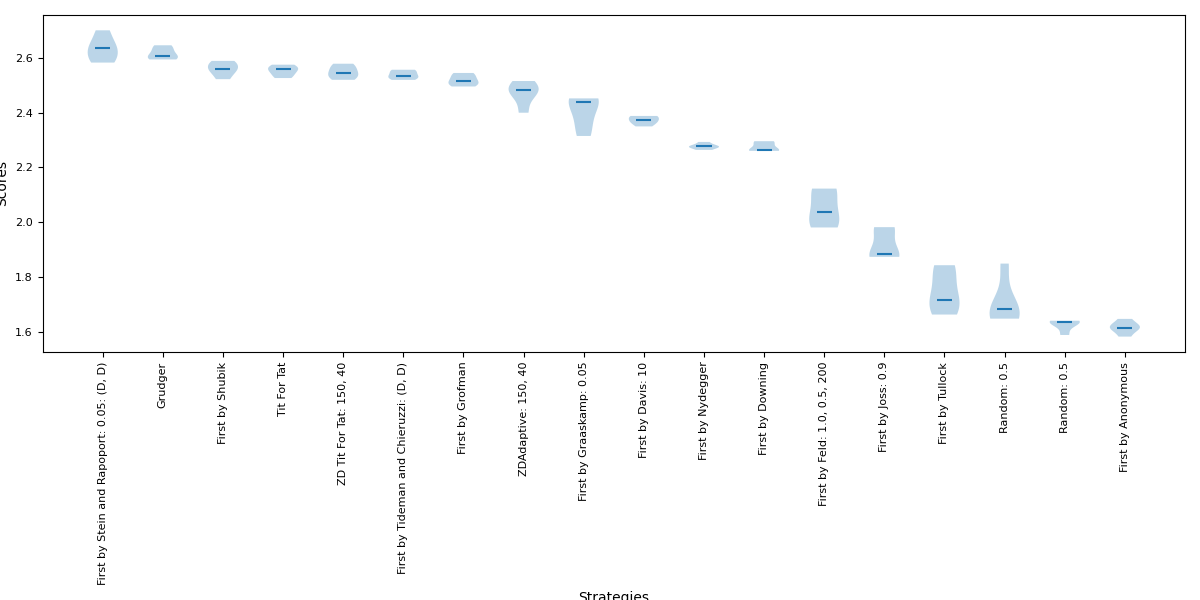 Scores
2.6
2.4
2.2
2.0
1.8
1.6
First by Stein and Rapoport: 0.05: (D, D)
Grudger
First by Shubik
Tit For Tat
ZD Tit For Tat: 150, 40
First by Tideman and Chieruzzi: (D, D)
First by Grofman
ZDAdaptive: 150, 40
First by Graaskamp: 0.05
First by Davis: 10
First by Nydegger
First by Downing
First by Feld: 1.0, 0.5, 200
First by Joss: 0.9
First by Tullock
Random: 0.5
Random: 0.5
First by Anonymous
Strategies